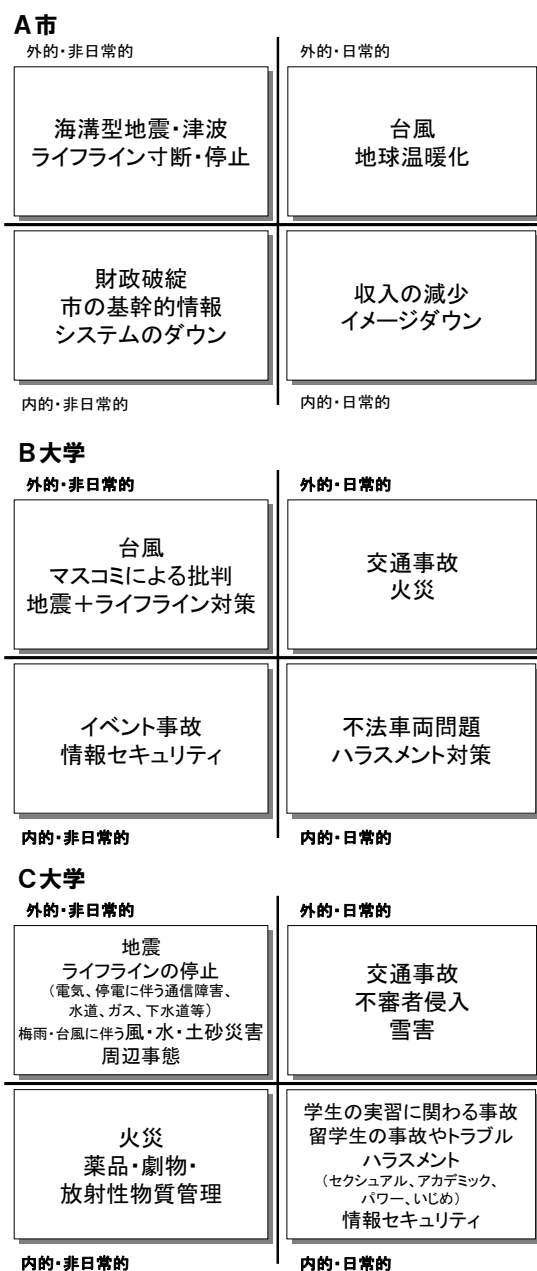 A市
外的・非日常的
外的・日常的
海溝型地震・津波
ライフライン寸断・停止
台風
地球温暖化
財政破綻
市の基幹的情報
システムのダウン
収入の減少
イメージダウン
内的・非日常的
内的・日常的
B大学
外的・非日常的
外的・日常的
台風
マスコミによる批判
地震＋ライフライン対策
交通事故
火災
イベント事故
情報セキュリティ
不法車両問題
ハラスメント対策
内的・非日常的
内的・日常的
C大学
外的・非日常的
外的・日常的
地震
ライフラインの停止
（電気、停電に伴う通信障害、
水道、ガス、下水道等）
梅雨・台風に伴う風・水・土砂災害
周辺事態
交通事故
不審者侵入
雪害
火災
薬品・劇物・
放射性物質管理
学生の実習に関わる事故
留学生の事故やトラブル
ハラスメント
（セクシュアル、アカデミック、
パワー、いじめ）
情報セキュリティ
内的・非日常的
内的・日常的